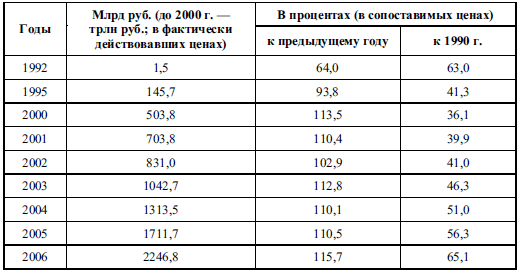 Годы Млрд руб. (до 2000 г. — трлн руб.; в фактически действовавших ценах) В процентах (в сопоставимых ценах)
к предыдущему году к 1990 г.
1992 1,5 64,0 63,0
1995 145,7 93,8 41,3
2000 503,8 113,5 36,1
2001 703,8 110,4 39,9
2002 831,0 102,9 41,0
2003 1042,7 112,8 46,3
2004 1313,5 110,1 51,0
2005 1711,7 110,5 56,3
2006 2246,8 115,7 65,1